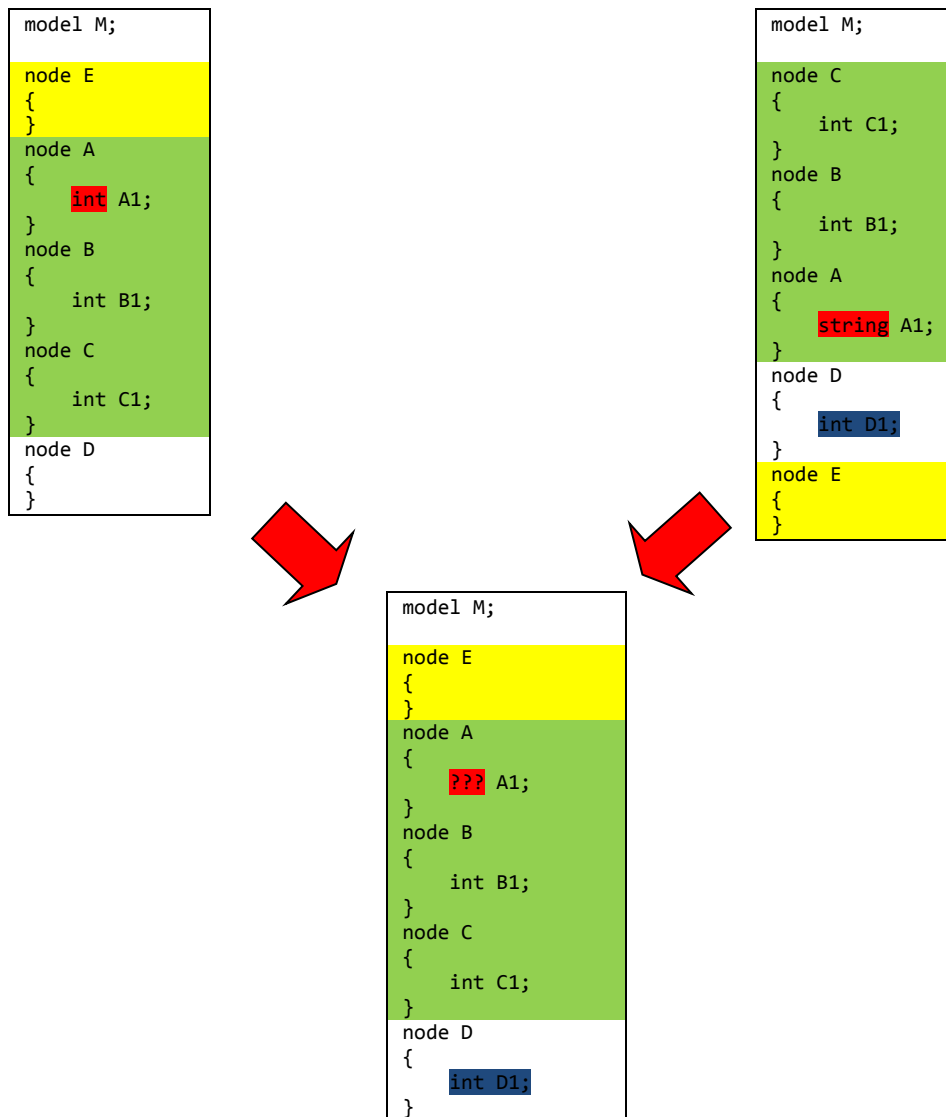 model M;
node E
{
}
node A
{
    int A1;
}
node B
{
    int B1;
}
node C
{
    int C1;
}
node D
{
}
model M;
node C
{
    int C1;
}
node B
{
    int B1;
}
node A
{
    string A1;
}
node D
{
    int D1;
}
node E
{
}
model M;
node E
{
}
node A
{
    ??? A1;
}
node B
{
    int B1;
}
node C
{
    int C1;
}
node D
{
    int D1;
}